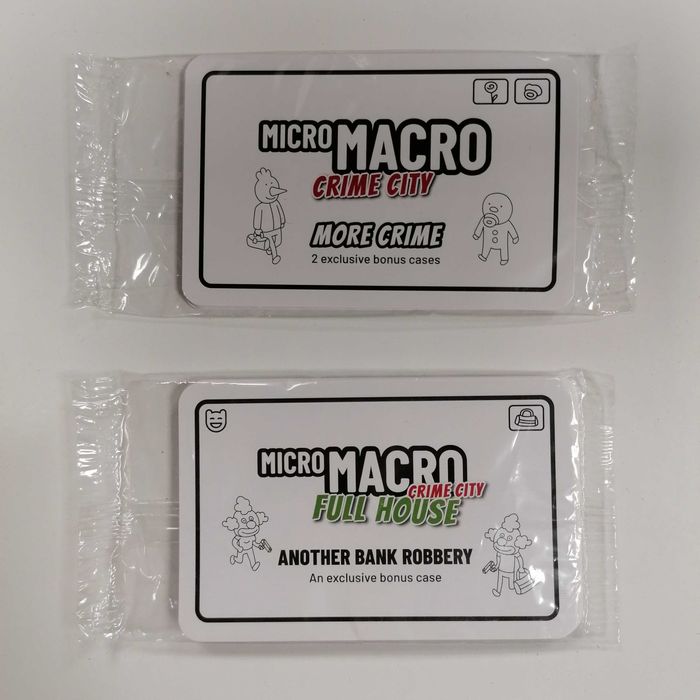 MICRO MACRO
CRIME CITY
MORE CRIME
2 exclusive bonus cases
MICRO MACRO
CRIME CITY
FULL HOUSE
ANOTHER BANK ROBBERY
An exclusive bonus case